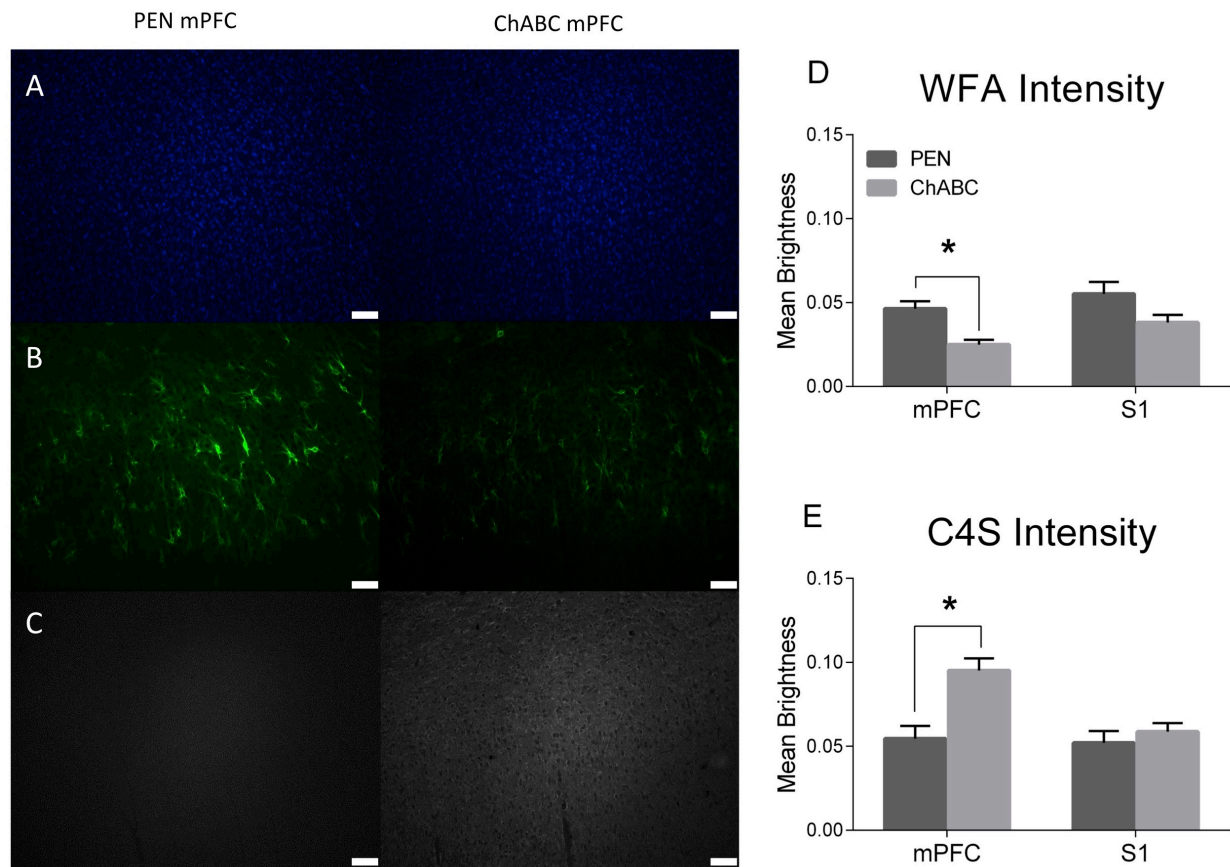 PEN mPFC
ChABC mPFC
A
B
C
D
WFA Intensity
Mean Brightness
0.15
0.10
0.05
0.00
PEN
ChABC
*
mPFC
S1
E
C4S Intensity
Mean Brightness
0.15
0.10
0.05
0.00
*
mPFC
S1